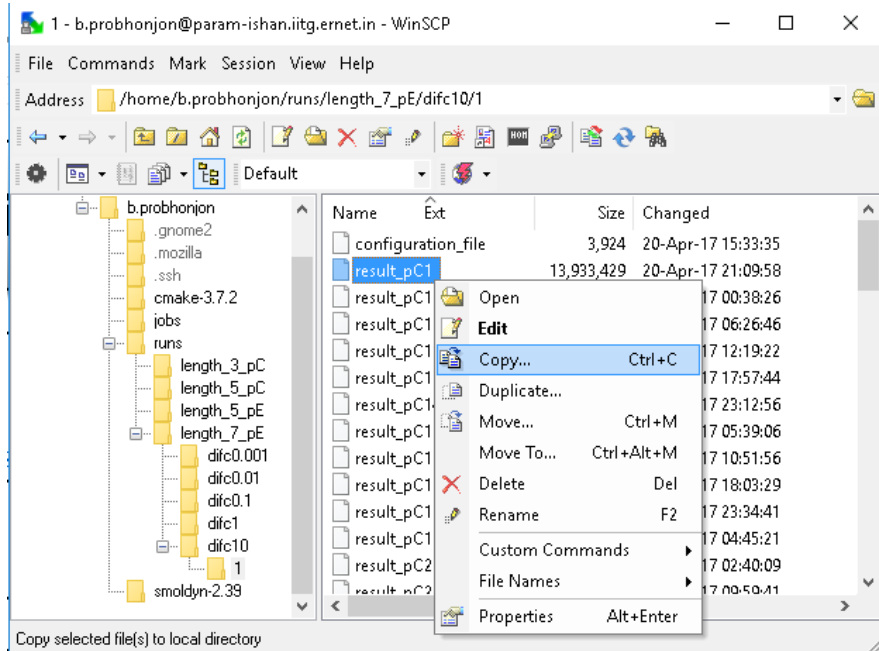 1 - b.probhonjon@param-ishan.iitg.ernet.in - WinSCP
File Commands Mark Session View Help
Address /home/b.probhonjon/runs/length_7_pE/difc10/1
Default
b.probhonjon
.gnome2
.mozilla
.ssh
cmake-3.7.2
jobs
runs
length_3_pC
length_5_pC
length_5_pE
length_7_pE
difc0.001
difc0.01
difc0.1
difc1
difc10
1
smoldyn-2.39
Name Ext Size Changed
configuration_file 3,924 20-Apr-17 15:33:35
result_pC1 13,933,429 20-Apr-17 21:09:58
result_pC1 17 00:38:26
result_pC1 17 06:26:46
result_pC1 17 12:19:22
result_pC1 17 17:57:44
result_pC1 17 23:12:56
result_pC1 17 05:39:06
result_pC1 17 10:51:56
result_pC1 17 18:03:29
result_pC1 17 23:34:41
result_pC1 17 04:45:21
result_pC2 17 02:40:09
result_pC2 17 09:59:41
Open
Edit
Copy... Ctrl+C
Duplicate...
Move... Ctrl+M
Move To... Ctrl+Alt+M
Delete Del
Rename F2
Custom Commands
File Names
Properties Alt+Enter
Copy selected file(s) to local directory